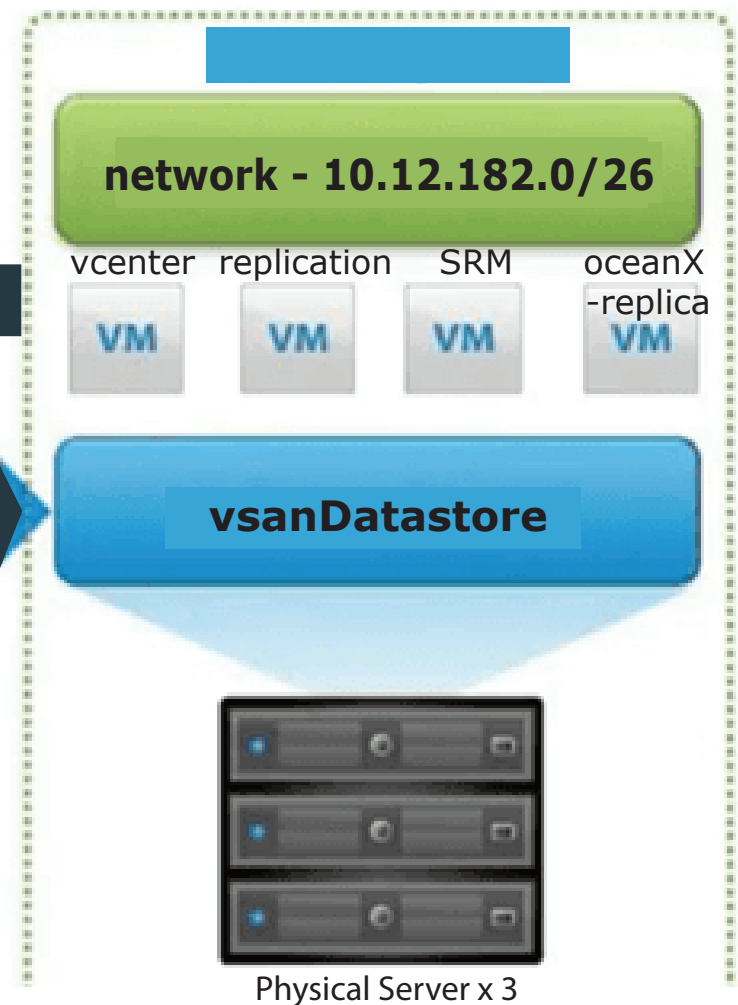 network - 10.12.182.0/26
vcenter replication SRM oceanX
-replica
VM VM VM VM
vsanDatastore
Physical Server x 3